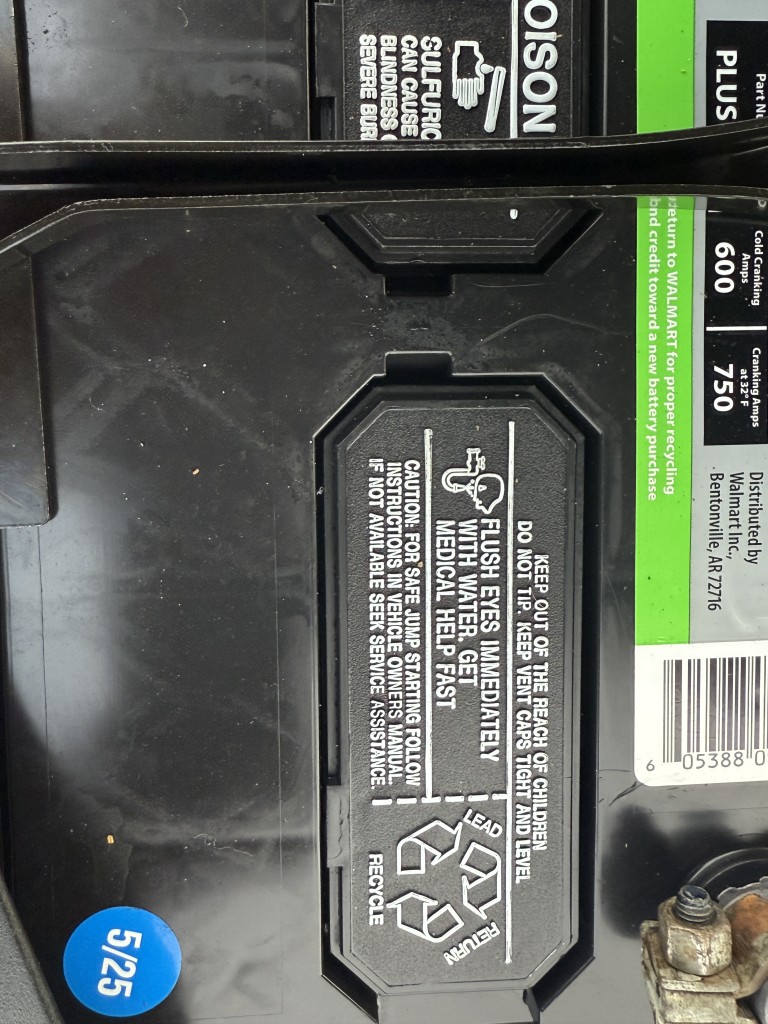 Part Nu
PLUS
Cold Cranking
Amps
600
Cranking Amps
at 32°F
750
Distributed by
Walmart Inc.,
Bentonville, AR 72716
eturn to WALMART for proper recycling
nd credit toward a new battery purchase
6 05388 0
OISON
SULFURIC
CAN CAUSE
BLINDNESS
SEVERE BUR
KEEP OUT OF THE REACH OF CHILDREN
DO NOT TIP. KEEP VENT CAPS TIGHT AND LEVEL
FLUSH EYES IMMEDIATELY
WITH WATER. GET
MEDICAL HELP FAST
CAUTION: FOR SAFE JUMP STARTING FOLLOW
INSTRUCTIONS IN VEHICLE OWNERS MANUAL.
IF NOT AVAILABLE SEEK SERVICE ASSISTANCE.
LEAD
RETURN
RECYCLE
5/25